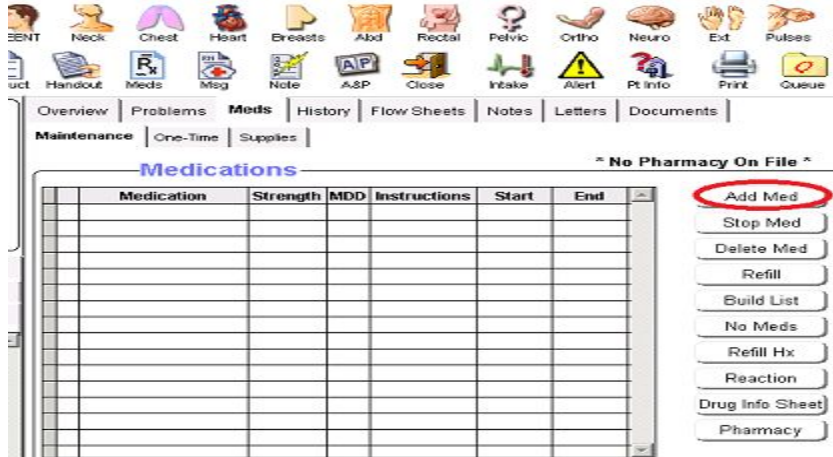 Neck Chest Heart Breasts Abd Rectal Pelvic Ortho Neuro Ext Pulses
Handout Meds Msg Note A&P Close Intake Alert Pt Info Print Queue
Overview Problems Meds History Flow Sheets Notes Letters Documents
Maintenance One-Time Supplies
Medications
* No Pharmacy On File *
Medication Strength MDD Instructions Start End
Add Med
Stop Med
Delete Med
Refill
Build List
No Meds
Refill Hx
Reaction
Drug Info Sheet
Pharmacy